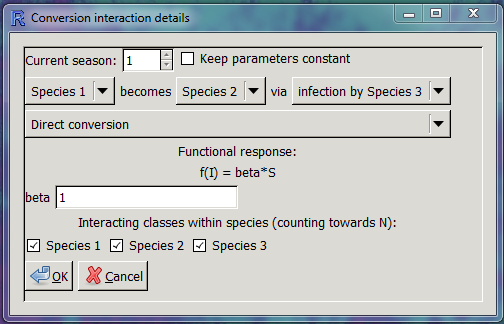 Conversion interaction details
Current season: 1 Keep parameters constant
Species 1 becomes Species 2 via infection by Species 3
Direct conversion
Functional response:
f(I) = beta*S
beta 1
Interacting classes within species (counting towards N):
Species 1 Species 2 Species 3
OK Cancel